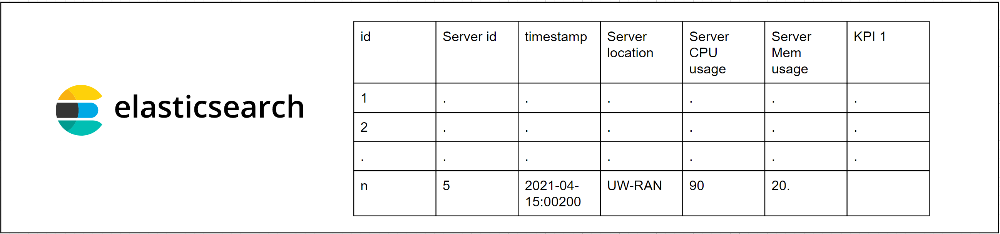 elasticsearch
id Server id timestamp Server location Server CPU usage Server Mem usage KPI 1
1 . . . . . .
2 . . . . . .
. . . . . . .
n 5 2021-04-15:00200 UW-RAN 90 20.